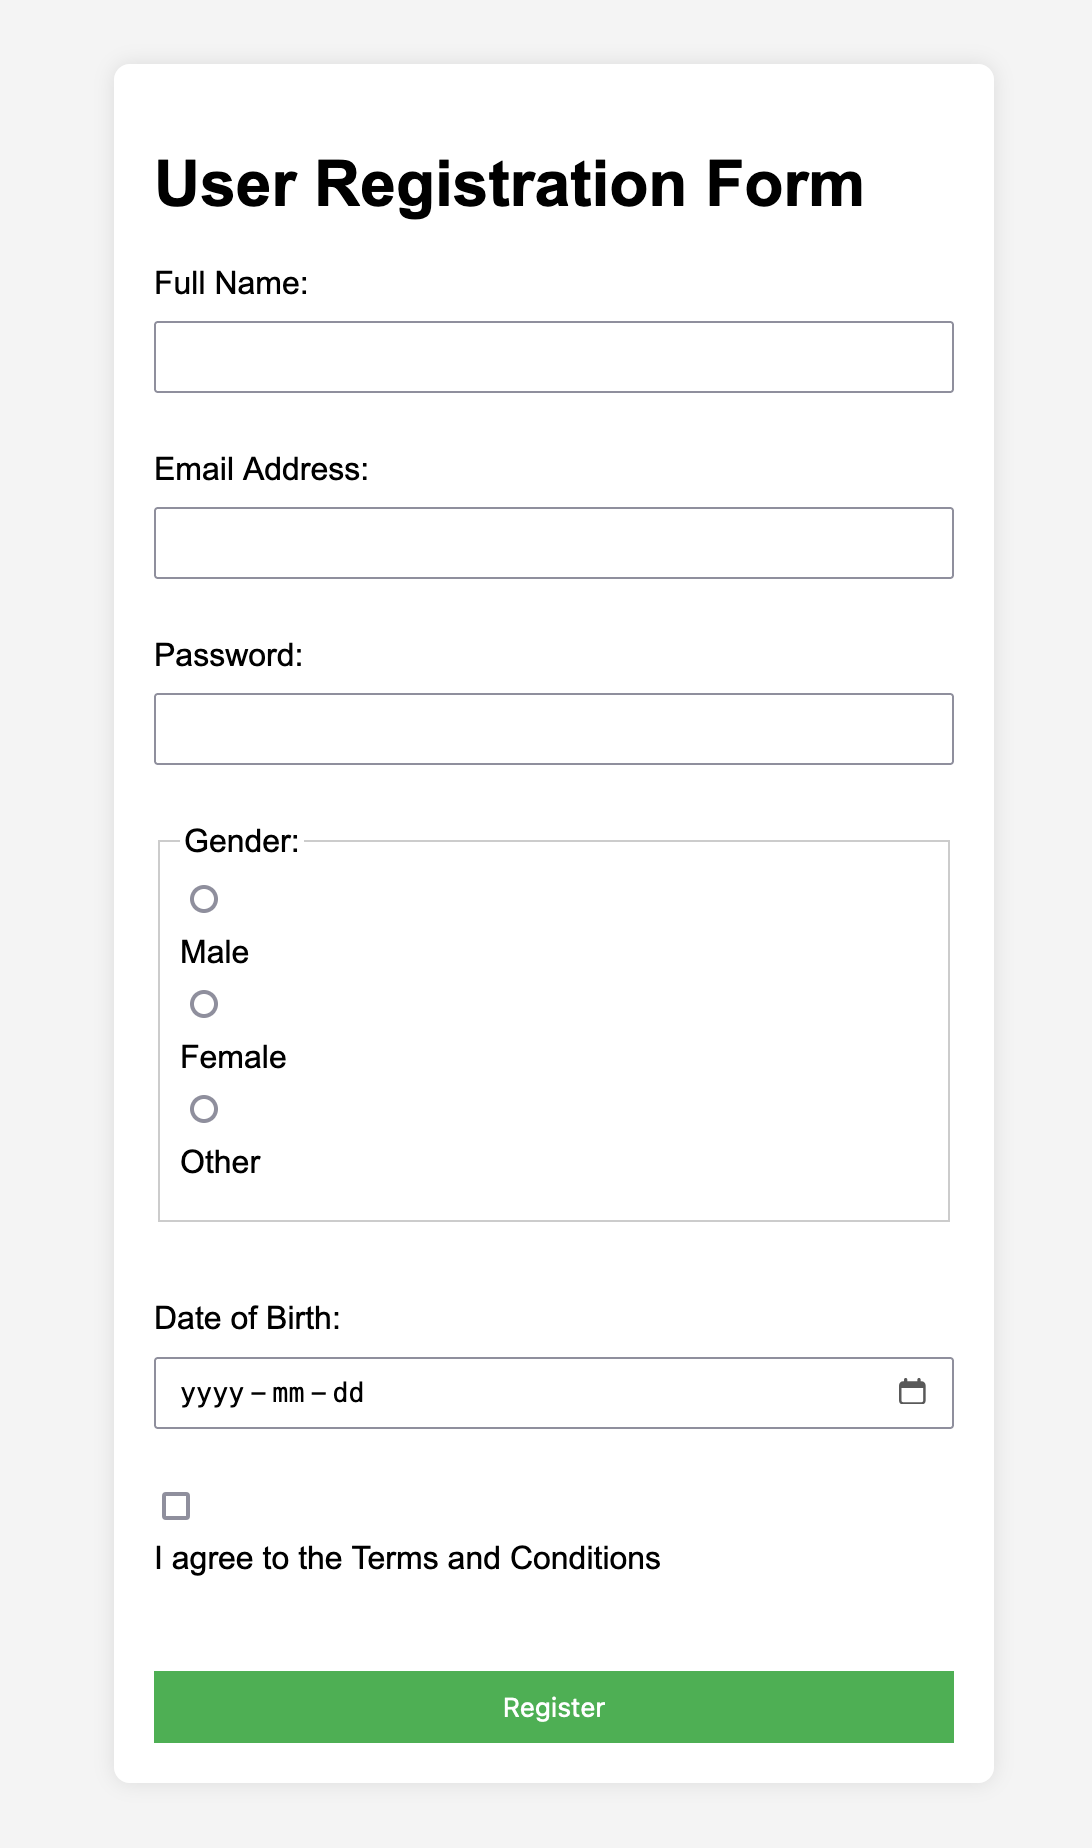 User Registration Form
Full Name:
Email Address:
Password:
Gender:
Male
Female
Other
Date of Birth:
yyyy – mm – dd
I agree to the Terms and Conditions
Register